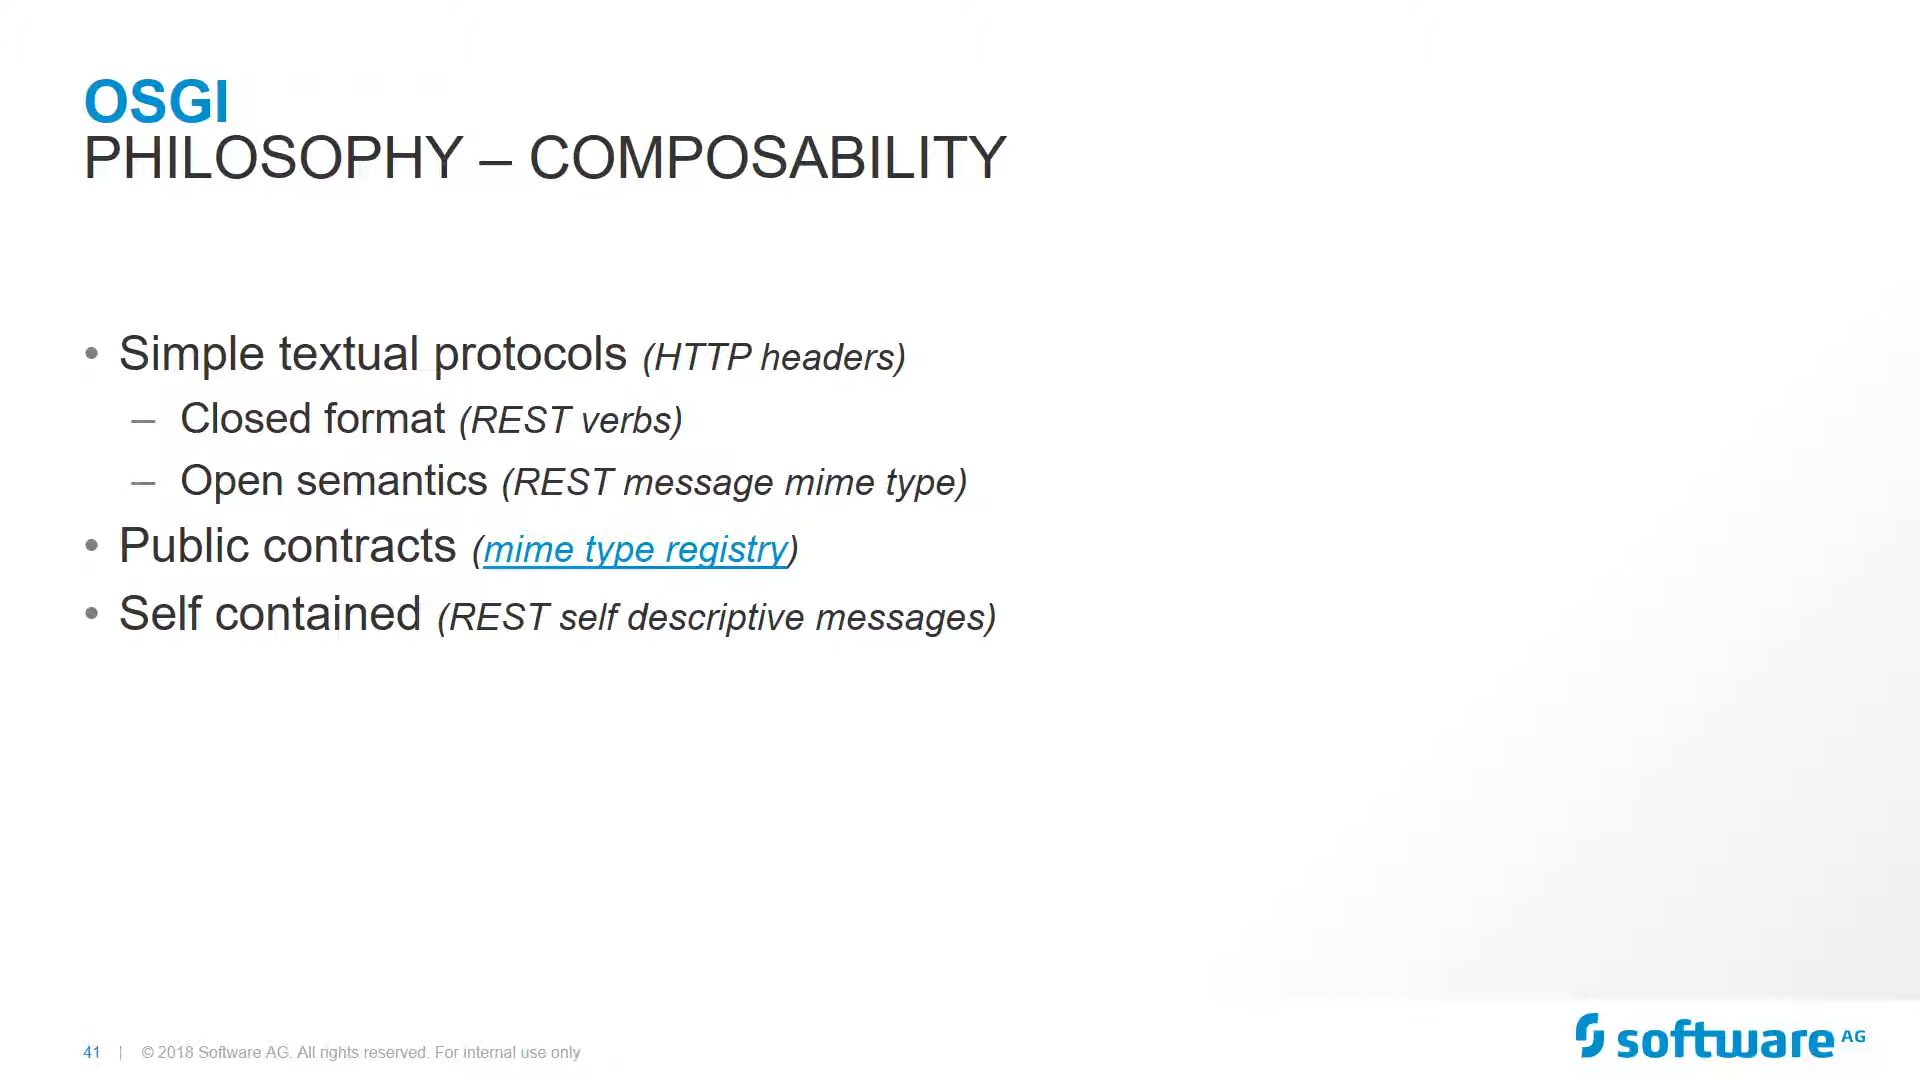 OSGI
PHILOSOPHY – COMPOSABILITY
• Simple textual protocols (HTTP headers)
– Closed format (REST verbs)
– Open semantics (REST message mime type)
• Public contracts (mime type registry)
• Self contained (REST self descriptive messages)
41 | © 2018 Software AG. All rights reserved. For internal use only
software AG